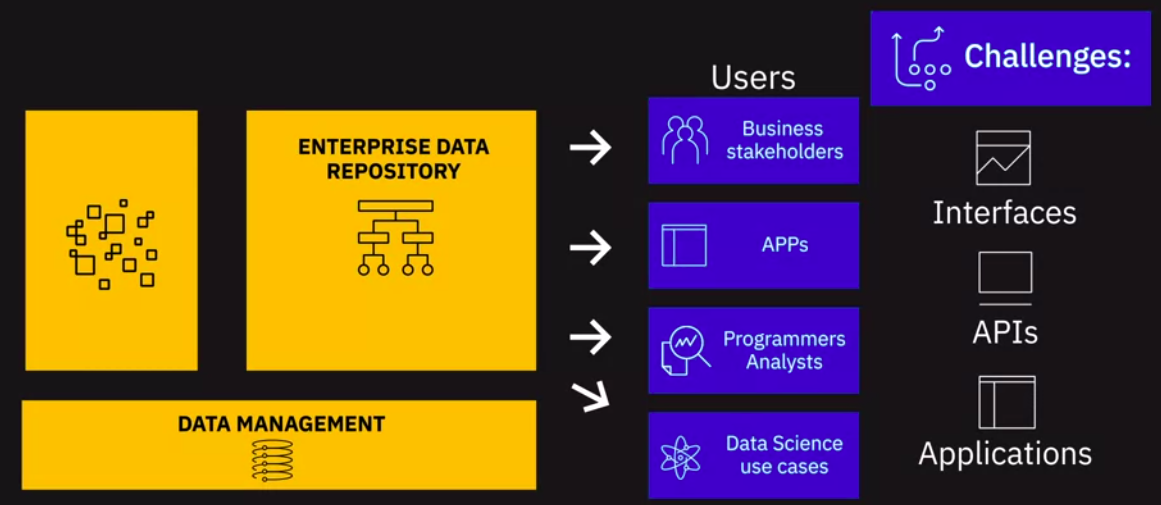 ENTERPRISE DATA
REPOSITORY
DATA MANAGEMENT
Users
Business
stakeholders
APPs
Programmers
Analysts
Data Science
use cases
Challenges:
Interfaces
APIs
Applications